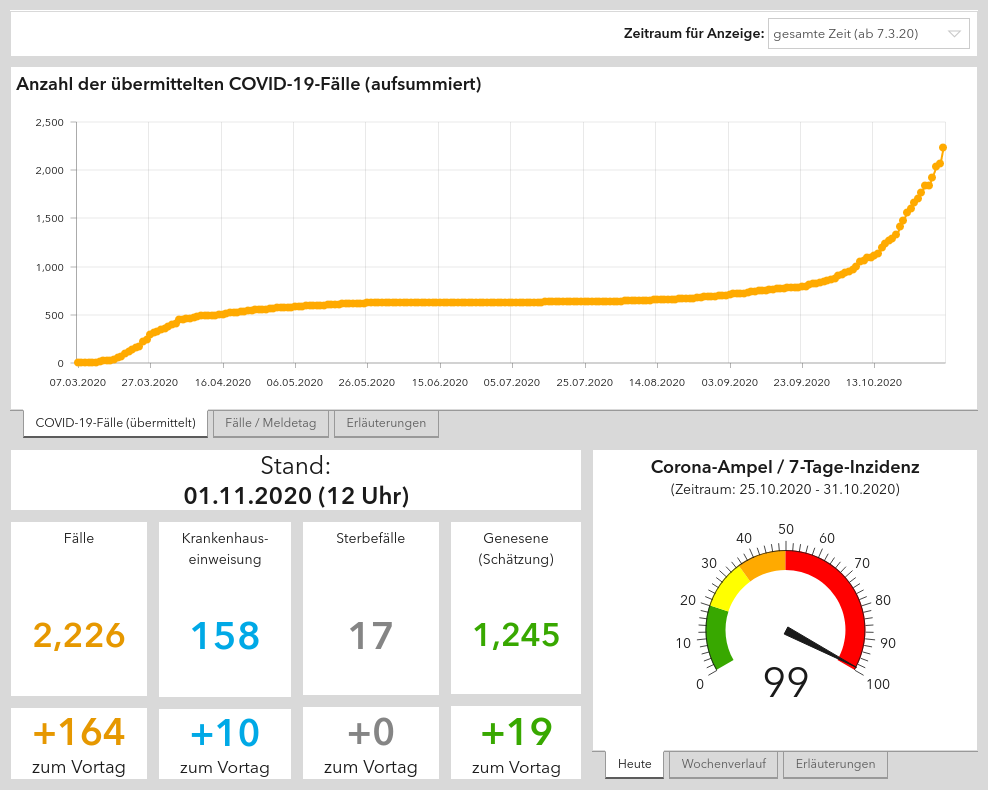 Zeitraum für Anzeige: gesamte Zeit (ab 7.3.20)
Anzahl der übermittelten COVID-19-Fälle (aufsummiert)
2,500
2,000
1,500
1,000
500
0
07.03.2020 27.03.2020 16.04.2020 06.05.2020 26.05.2020 15.06.2020 05.07.2020 25.07.2020 14.08.2020 03.09.2020 23.09.2020 13.10.2020
COVID-19-Fälle (übermittelt) Fälle / Meldetag Erläuterungen
Stand:
01.11.2020 (12 Uhr)
Fälle
2,226
+164
zum Vortag
Krankenhaus-
einweisung
158
+10
zum Vortag
Sterbefälle
17
+0
zum Vortag
Genesene
(Schätzung)
1,245
+19
zum Vortag
Corona-Ampel / 7-Tage-Inzidenz
(Zeitraum: 25.10.2020 - 31.10.2020)
0
10
20
30
40
50
60
70
80
90
100
99
Heute Wochenverlauf Erläuterungen